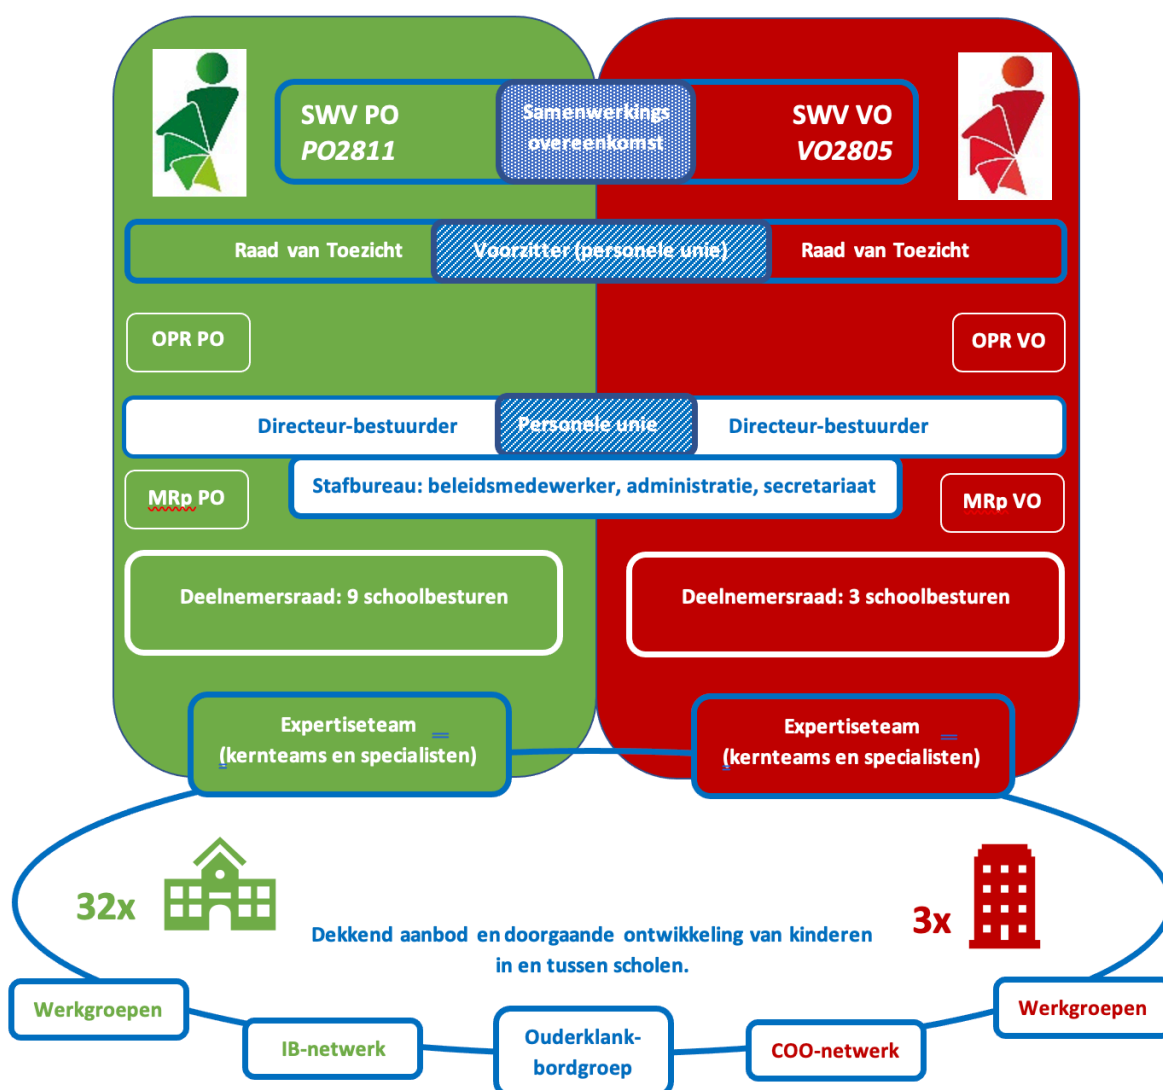 SWV PO
PO2811
Samenwerkings
overeenkomst
SWV VO
VO2805
Raad van Toezicht
Voorzitter (personele unie)
Raad van Toezicht
OPR PO
OPR VO
Directeur-bestuurder
Personele unie
Directeur-bestuurder
Stafbureau: beleidsmedewerker, administratie, secretariaat
MRp PO
MRp VO
Deelnemersraad: 9 schoolbesturen
Deelnemersraad: 3 schoolbesturen
Expertiseteam
(kernteams en specialisten)
Expertiseteam
(kernteams en specialisten)
32x
3x
Dekkend aanbod en doorgaande ontwikkeling van kinderen
in en tussen scholen.
Werkgroepen
IB-netwerk
Ouderklank-
bordgroep
COO-netwerk
Werkgroepen